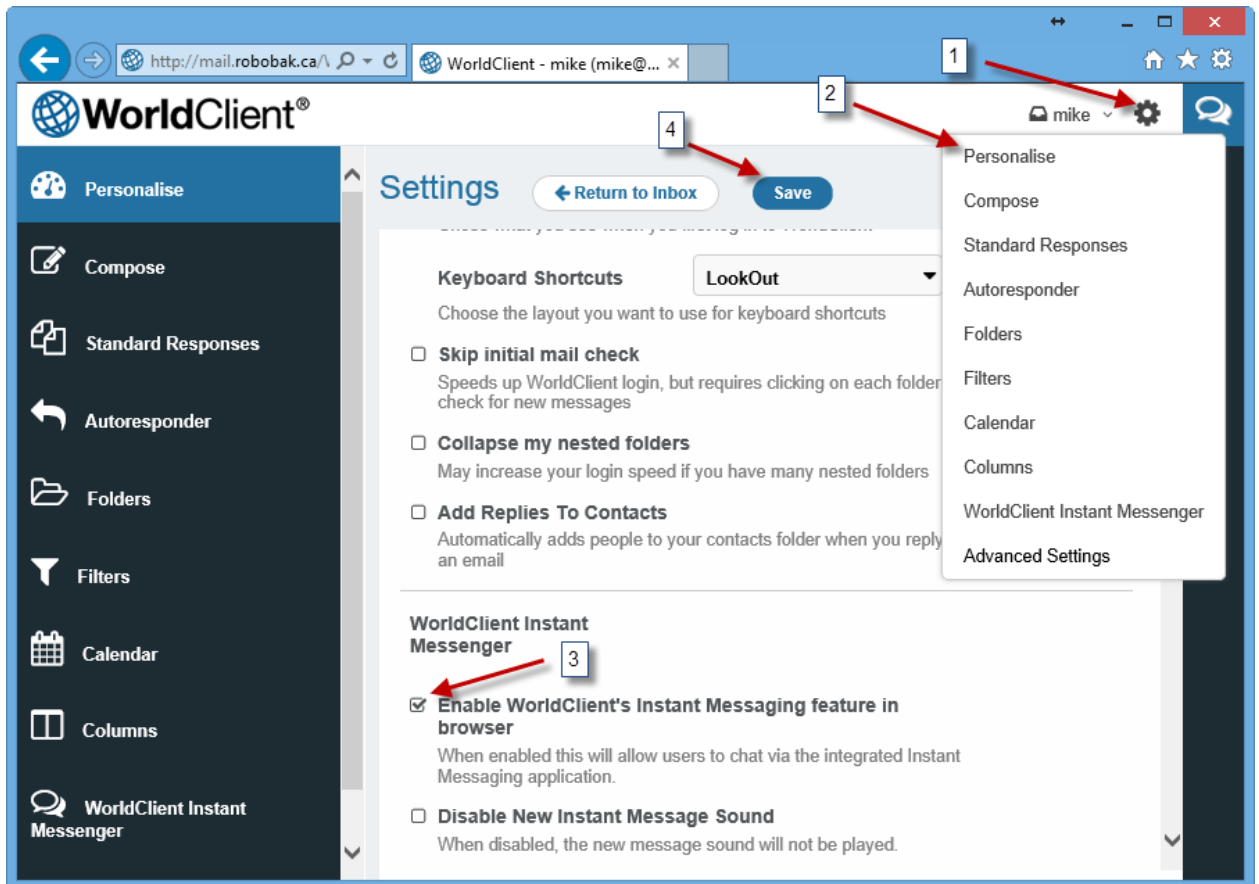 http://mail.robobak.ca/\
WorldClient - mike (mike@...
1
2
WorldClient®
mike
4
Personalise
Compose
Standard Responses
Autoresponder
Folders
Filters
Calendar
Columns
WorldClient Instant
Messenger
Settings
Return to Inbox
Save
Keyboard Shortcuts
LookOut
Choose the layout you want to use for keyboard shortcuts
Skip initial mail check
Speeds up WorldClient login, but requires clicking on each folder
check for new messages
Collapse my nested folders
May increase your login speed if you have many nested folders
Add Replies To Contacts
Automatically adds people to your contacts folder when you reply
an email
WorldClient Instant
Messenger
3
Enable WorldClient's Instant Messaging feature in
browser
When enabled this will allow users to chat via the integrated Instant
Messaging application.
Disable New Instant Message Sound
When disabled, the new message sound will not be played.
Personalise
Compose
Standard Responses
Autoresponder
Folders
Filters
Calendar
Columns
WorldClient Instant Messenger
Advanced Settings